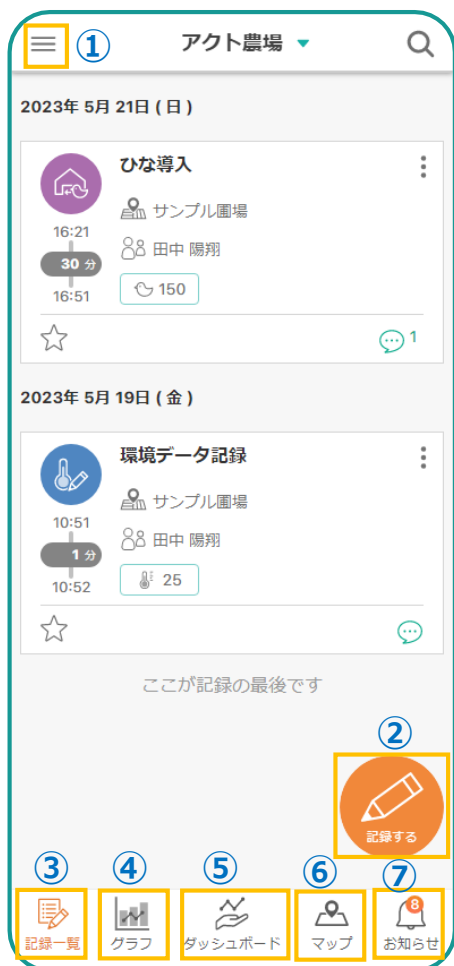 ①
アクト農場
2023年 5月 21日 ( 日 )
ひな導入
サンプル圃場
16:21
田中 陽翔
30 分
16:51
150
1
2023年 5月 19日 ( 金 )
環境データ記録
サンプル圃場
10:51
田中 陽翔
1 分
10:52
25
ここが記録の最後です
②
記録する
③ ④ ⑤ ⑥ ⑦
8
記録一覧 グラフ ダッシュボード マップ お知らせ